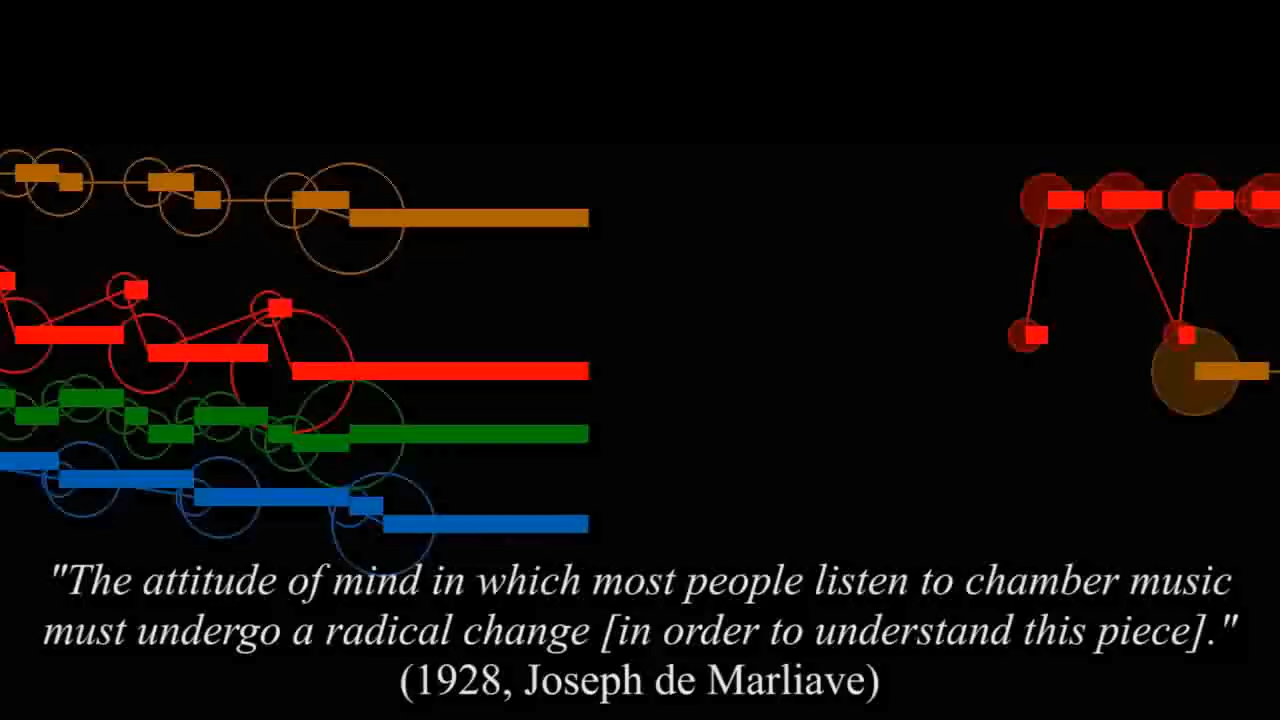 "The attitude of mind in which most people listen to chamber music
must undergo a radical change [in order to understand this piece]."
(1928, Joseph de Marliave)